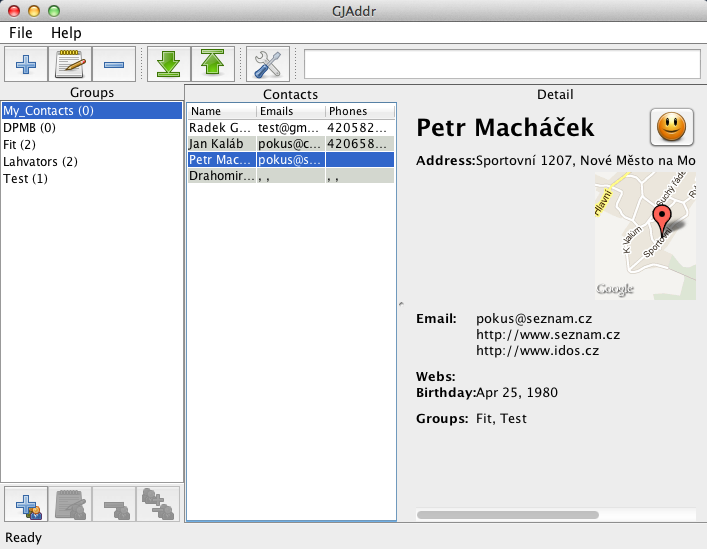 GJAddr
File Help
Groups
My_Contacts (0)
DPMB (0)
Fit (2)
Lahvators (2)
Test (1)
Contacts
Name Emails Phones
Radek G... test@gm... 420582...
Jan Kaláb pokus@c... 420658...
Petr Mac... pokus@s...
Drahomir... , , , ,
Detail
Petr Macháček
Address: Sportovní 1207, Nové Město na Mo
Hlavní
Suchý řáde
K Valům
Sportovní
Google
Email: pokus@seznam.cz
http://www.seznam.cz
http://www.idos.cz
Webs:
Birthday: Apr 25, 1980
Groups: Fit, Test
Ready